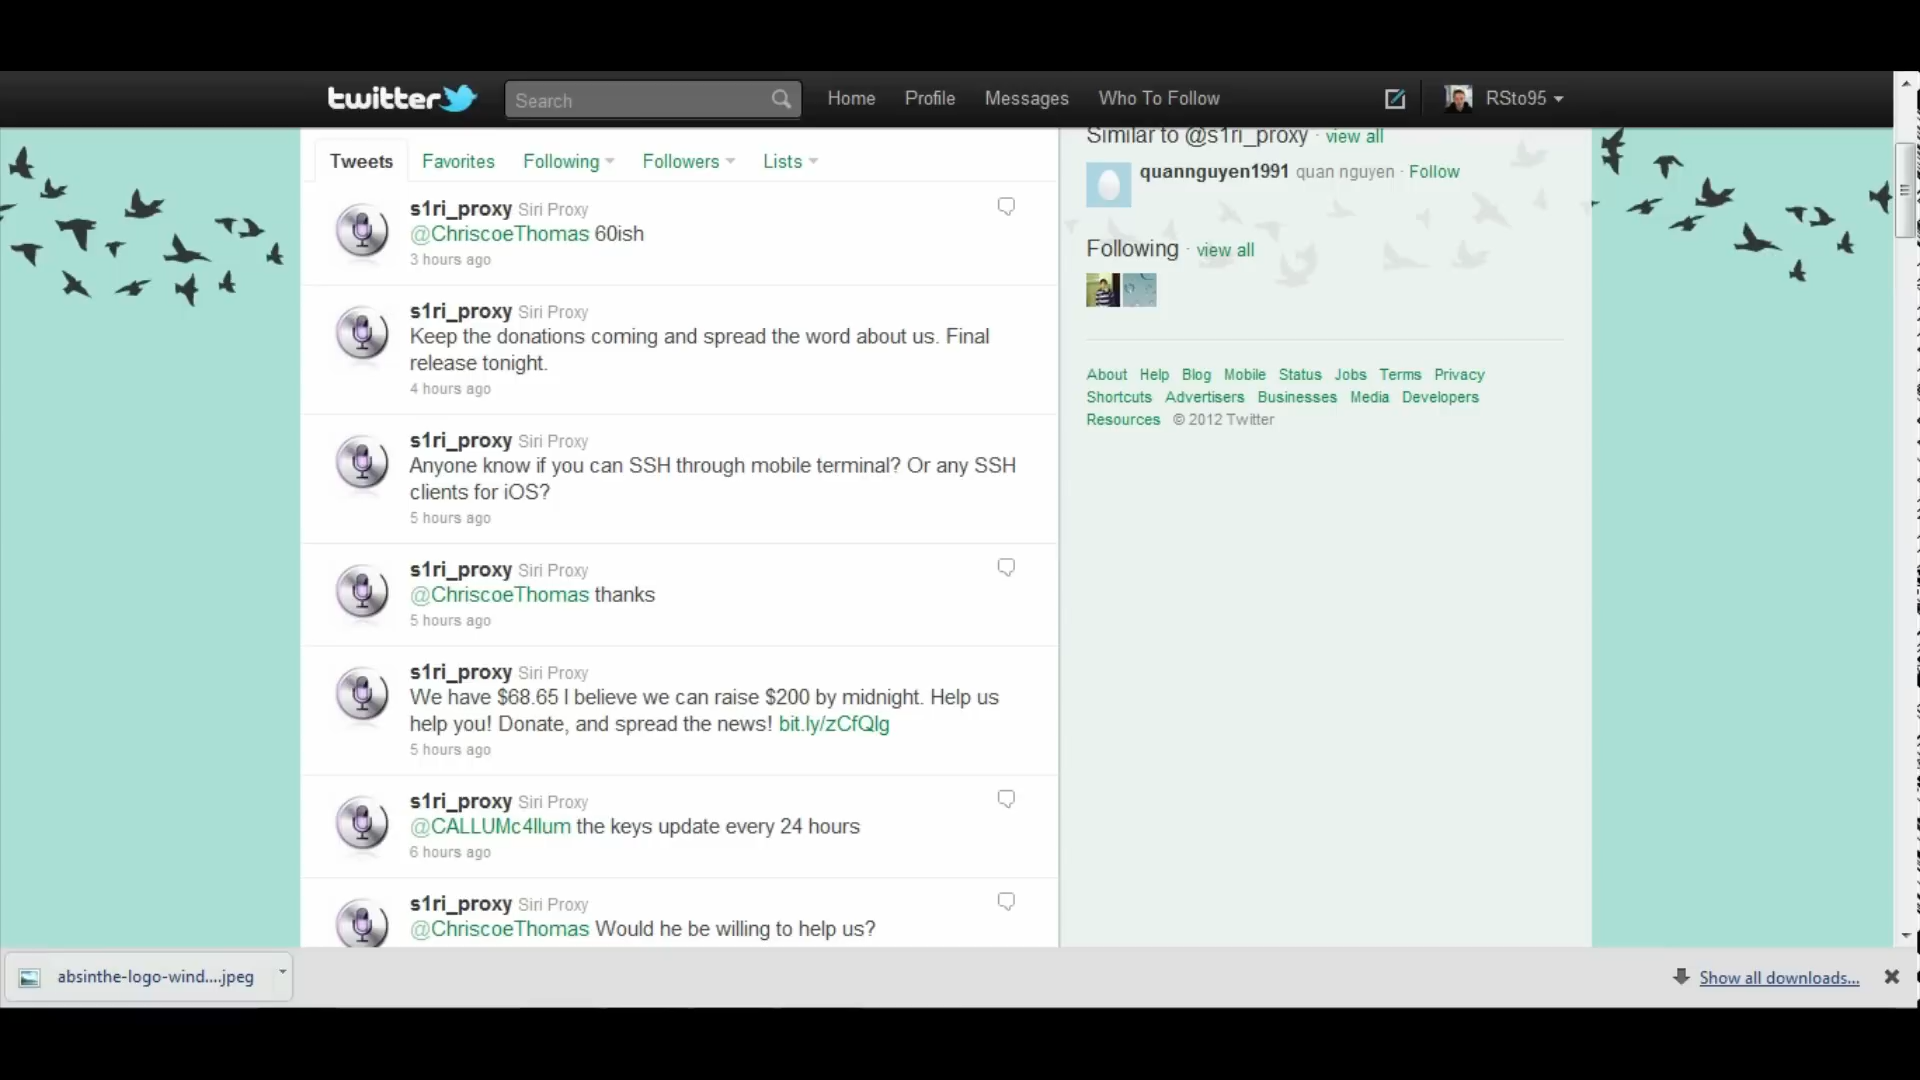 twitter
Search
Home Profile Messages Who To Follow
RSto95
Tweets Favorites Following Followers Lists
s1ri_proxy Siri Proxy
@ChriscoeThomas 60ish
3 hours ago
s1ri_proxy Siri Proxy
Keep the donations coming and spread the word about us. Final
release tonight.
4 hours ago
s1ri_proxy Siri Proxy
Anyone know if you can SSH through mobile terminal? Or any SSH
clients for iOS?
5 hours ago
s1ri_proxy Siri Proxy
@ChriscoeThomas thanks
5 hours ago
s1ri_proxy Siri Proxy
We have $68.65 I believe we can raise $200 by midnight. Help us
help you! Donate, and spread the news! bit.ly/zCfQlg
5 hours ago
s1ri_proxy Siri Proxy
@CALLUMc4llum the keys update every 24 hours
6 hours ago
s1ri_proxy Siri Proxy
@ChriscoeThomas Would he be willing to help us?
Similar to @s1ri_proxy · view all
quannguyen1991 quan nguyen · Follow
Following · view all
About Help Blog Mobile Status Jobs Terms Privacy
Shortcuts Advertisers Businesses Media Developers
Resources © 2012 Twitter
absinthe-logo-wind....jpeg
Show all downloads...